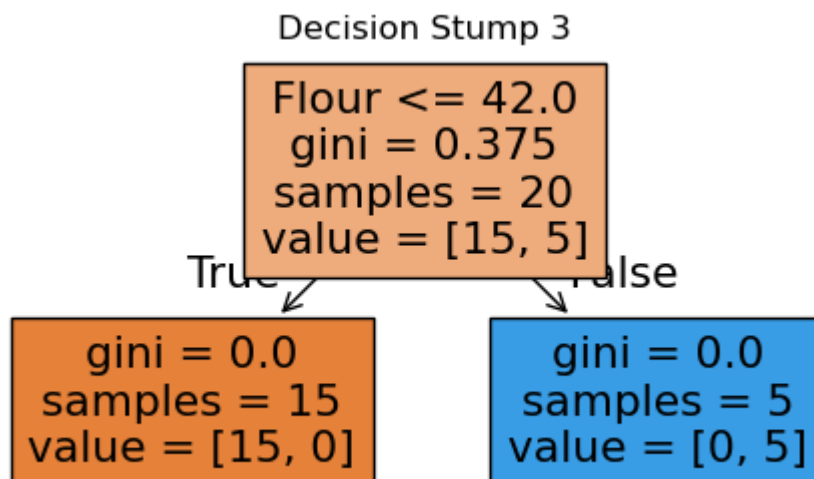 Decision Stump 3
Flour <= 42.0
gini = 0.375
samples = 20
value = [15, 5]
True
False
gini = 0.0
samples = 15
value = [15, 0]
gini = 0.0
samples = 5
value = [0, 5]